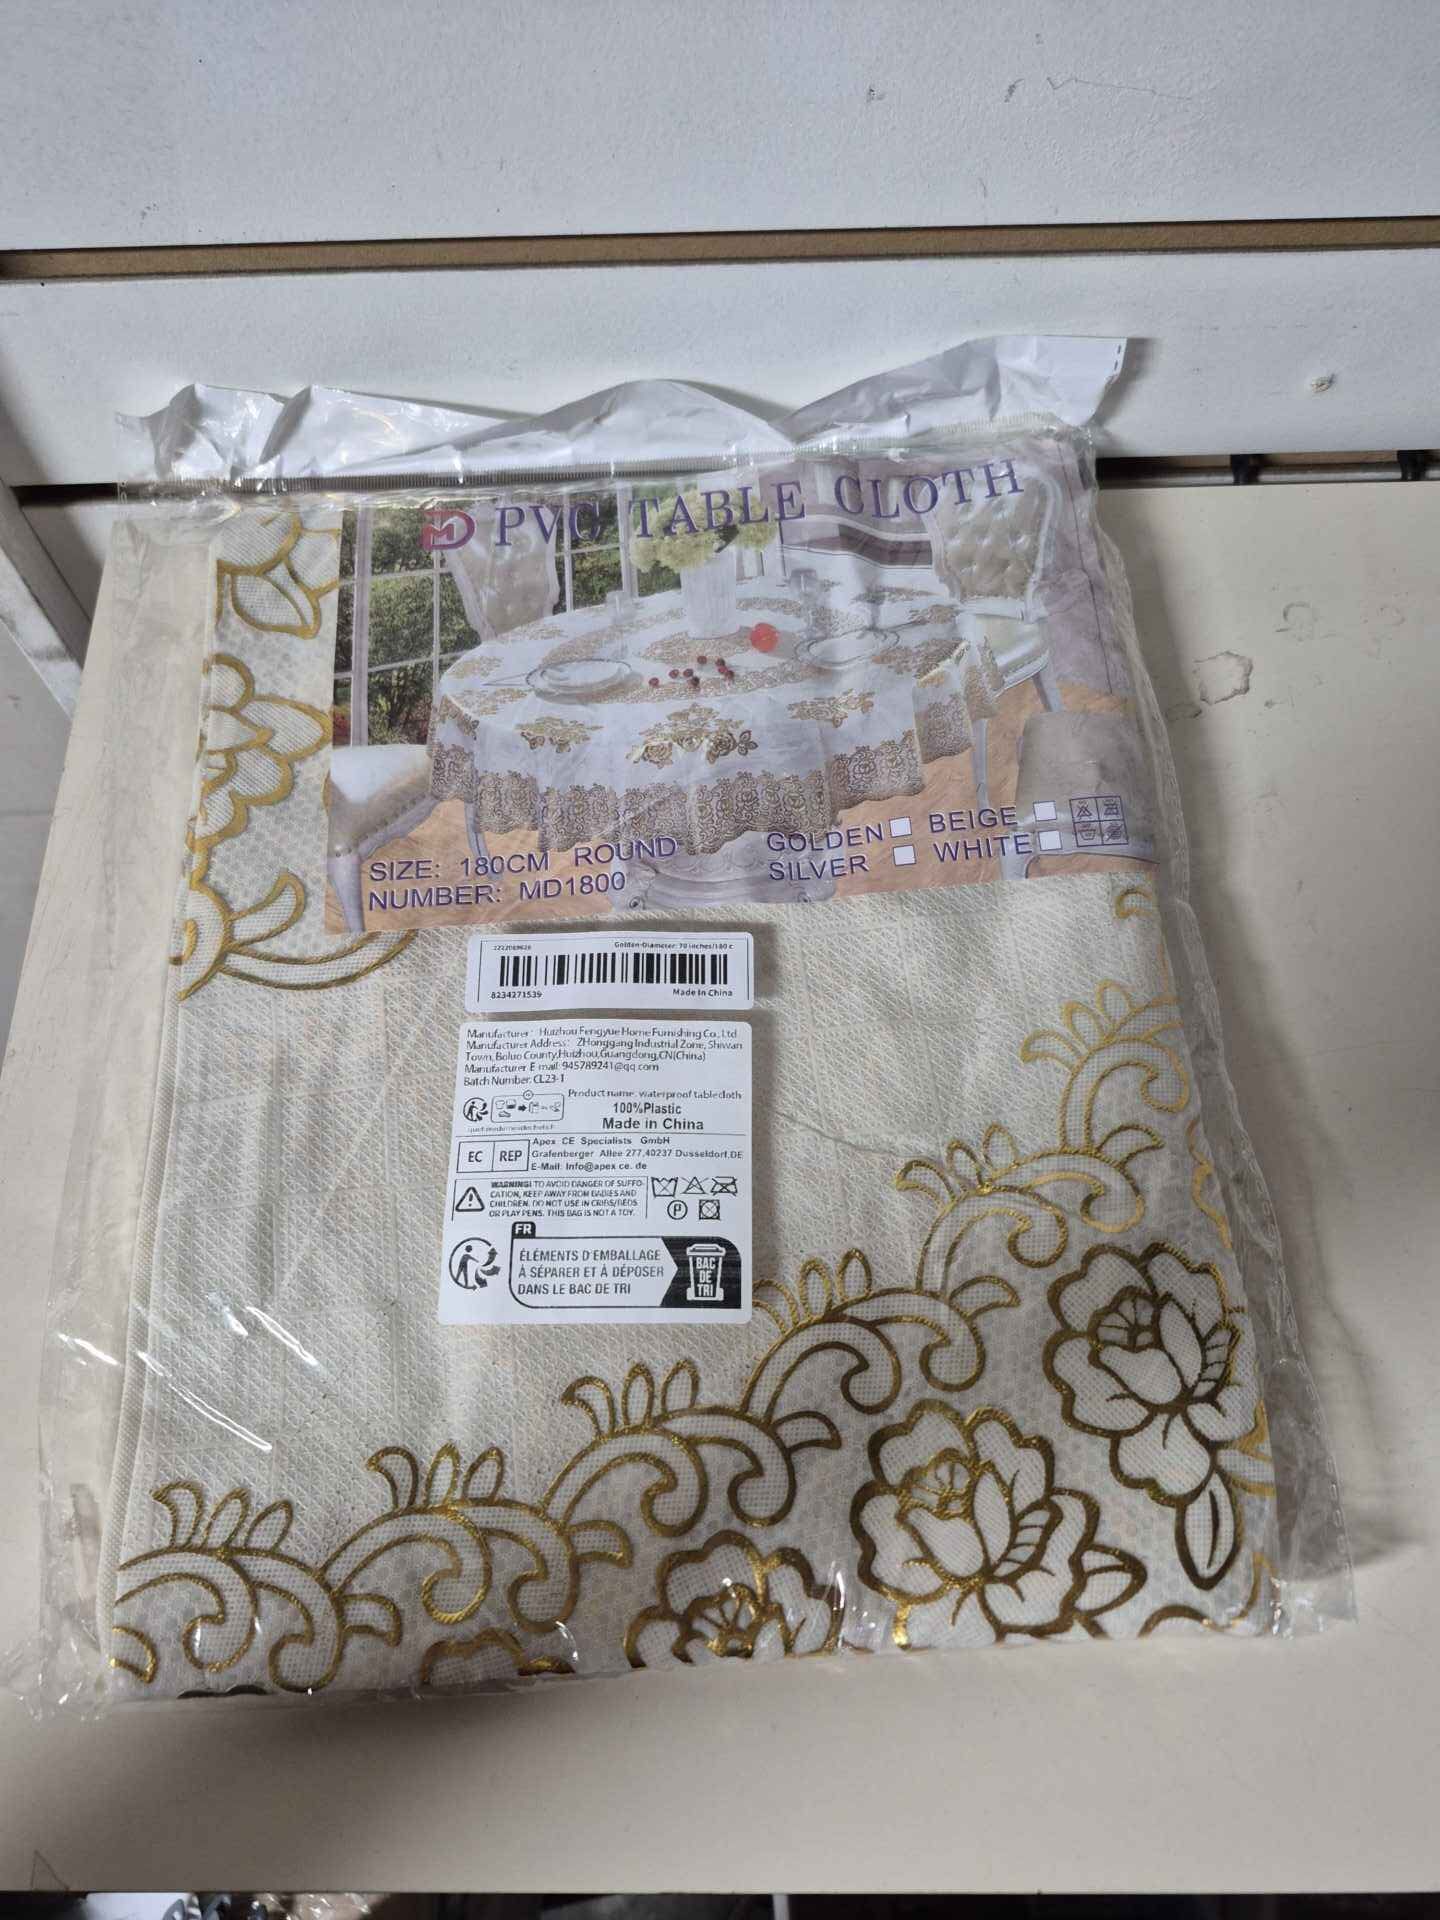 MD PVC TABLE CLOTH
SIZE: 180CM ROUND
NUMBER: MD1800
GOLDEN BEIGE
SILVER WHITE
Golden-Diameter: 70 inches/180 c
8234271539 Made In China
Manufacturer: Huizhou Fengyue Home Furnishing Co., Ltd
Manufacturer Address: ZHonggang Industrial Zone, Shiwan
Town, Boluo County,Huizhou,Guangdong,CN(China)
Manufacturer E-mail: 945789241@qq.com
Batch Number: CL23-1
Product name: waterproof tablecloth
100%Plastic
Made in China
EC REP
Apex CE Specialists GmbH
Grafenberger Allee 277,40237 Dusseldorf,DE
E-Mail: Info@apex ce. de
WARNING! TO AVOID DANGER OF SUFFO-
CATION, KEEP AWAY FROM BABIES AND
CHILDREN. DO NOT USE IN CRIBS/BEDS
OR PLAY PENS. THIS BAG IS NOT A TOY.
P
FR
ÉLÉMENTS D'EMBALLAGE
À SÉPARER ET À DÉPOSER
DANS LE BAC DE TRI
BAC
DE
TRI